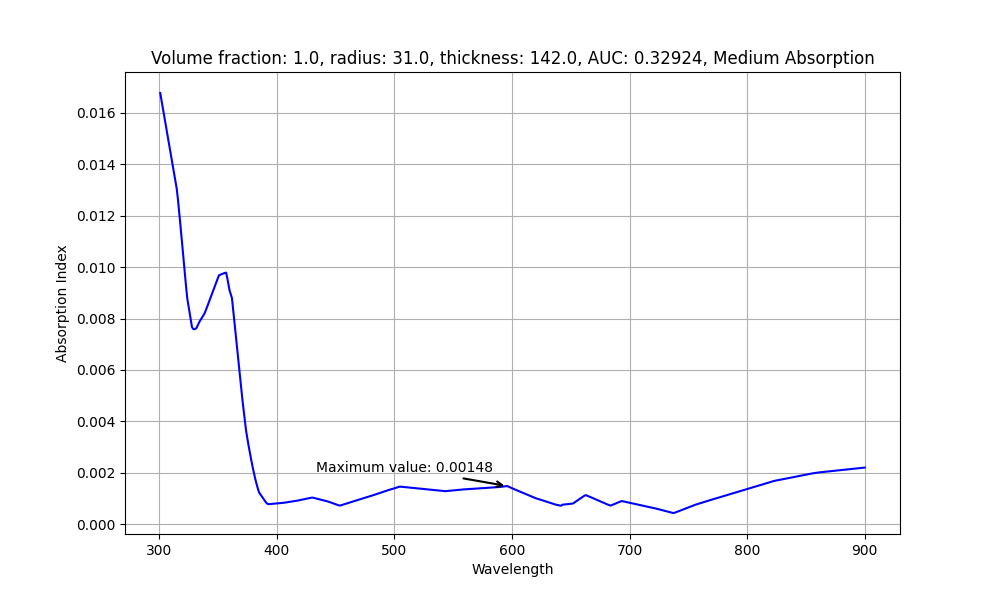 Volume fraction: 1.0, radius: 31.0, thickness: 142.0, AUC: 0.32924, Medium Absorption
0.016
0.014
0.012
0.010
0.008
0.006
0.004
0.002
0.000
Absorption Index
Maximum value: 0.00148
300 400 500 600 700 800 900
Wavelength